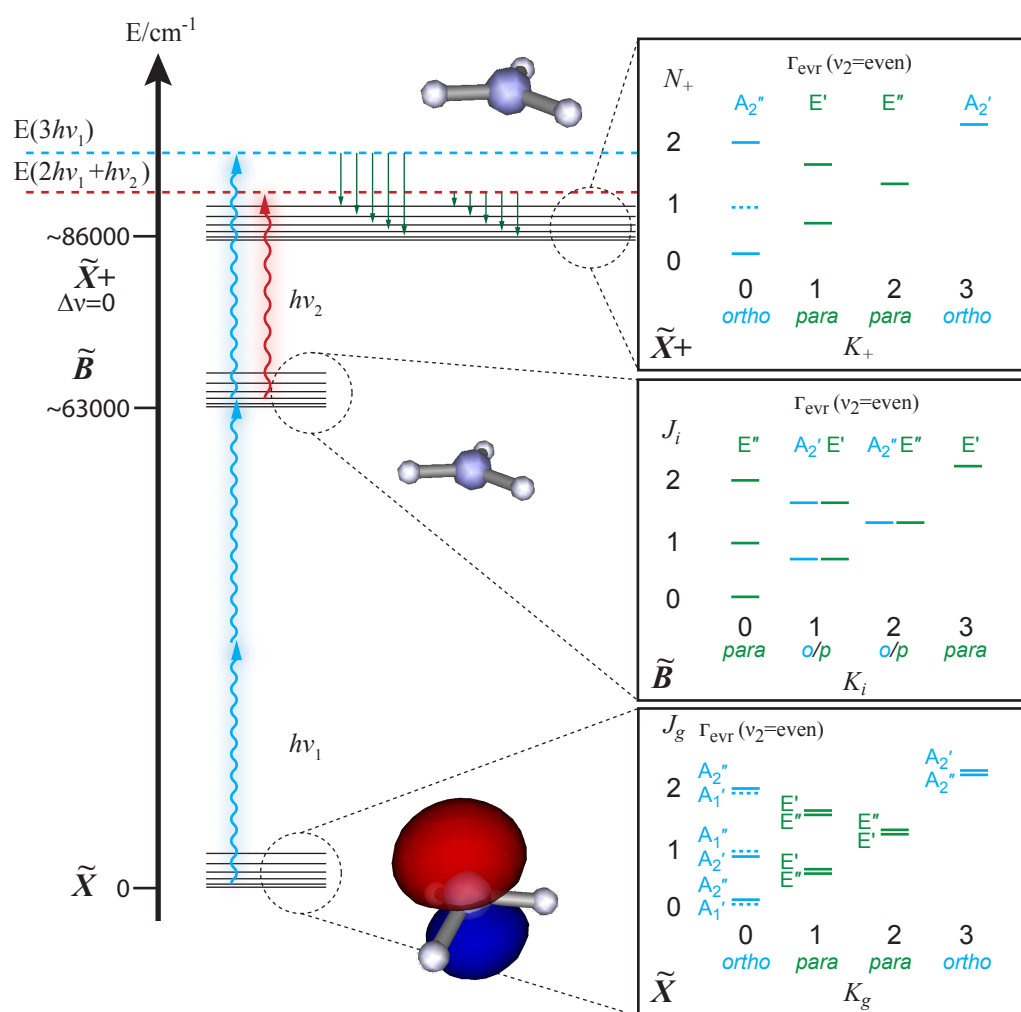 E/cm⁻¹
E(3hν₁)
E(2hν₁+hν₂)
~86000
X̃+
Δν=0
hν₂
B̃
~63000
hν₁
X̃
0
Γevr (ν₂=even)
N₊
A₂″ E′ E″ A₂′
2
1
0
0 1 2 3
ortho para para ortho
X̃+
K₊
Γevr (ν₂=even)
Jᵢ
E″ A₂′ E′ A₂″ E″ E′
2
1
0
0 1 2 3
para o/p o/p para
B̃
Kᵢ
J_g Γevr (ν₂=even)
A₂′
A₂″
2
A₂″
A₁′
E′
E″
E″
E′
1
A₁″
A₂′
E′
E″
0
A₂″
A₁′
0 1 2 3
ortho para para ortho
X̃
K_g